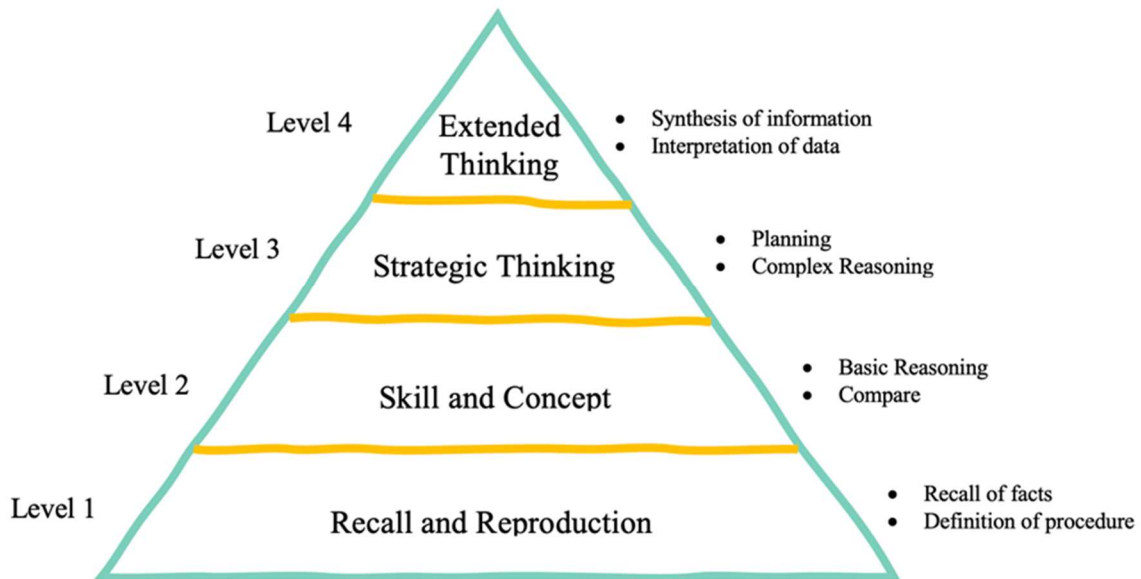 Level 4
Extended
Thinking
• Synthesis of information
• Interpretation of data
Level 3
Strategic Thinking
• Planning
• Complex Reasoning
Level 2
Skill and Concept
• Basic Reasoning
• Compare
Level 1
Recall and Reproduction
• Recall of facts
• Definition of procedure